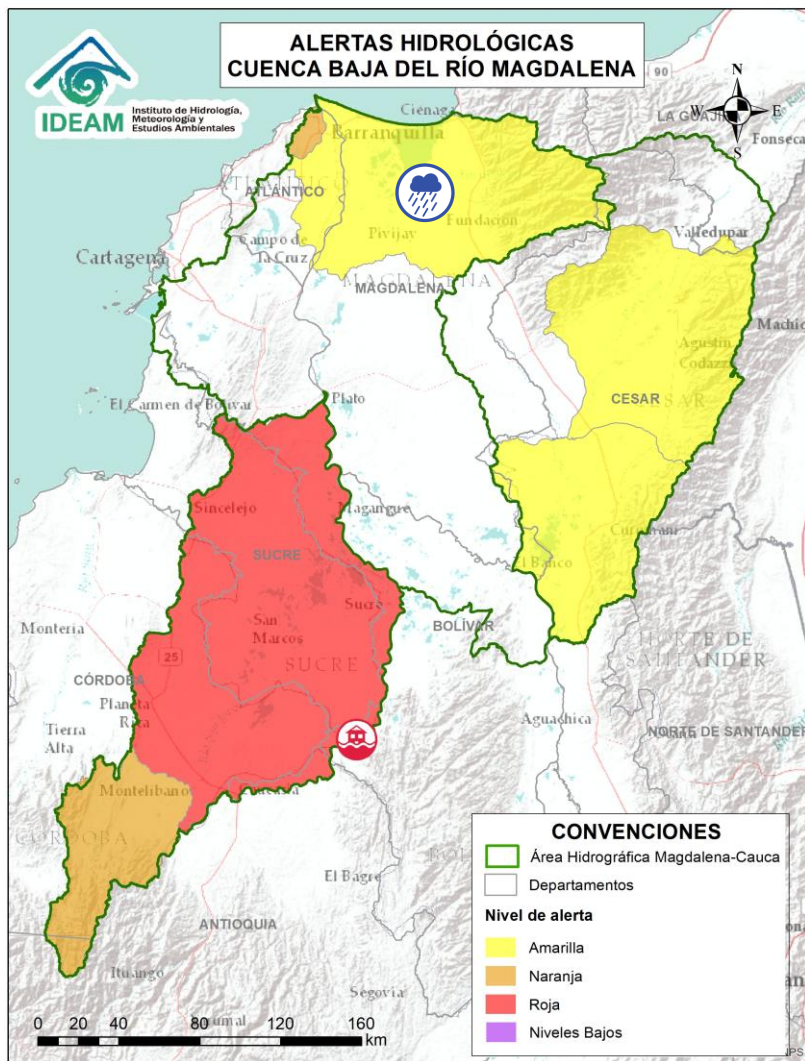 ALERTAS HIDROLÓGICAS
CUENCA BAJA DEL RÍO MAGDALENA
IDEAM
Instituto de Hidrología,
Meteorología y
Estudios Ambientales
N
W
E
S
90
LA GUAJI
Fonseca
Ciénaga
Barranquilla
ATLÁNTICO
Pivijay
Fundación
Valledupar
Campo de
la Cruz
Cartagena
MAGDALENA
MAGDALENA
Agustín
Codazzi
El Carmen de Bolívar
Plato
CESAR
Sincelejo
Magangué
SUCRE
El Banco
San
Marcos
Sucre
BOLÍVAR
Montería
25
SUCRE
NORTE DE
SANTANDER
CÓRDOBA
Planeta
Rica
Tierra
Alta
Aguachica
NORTE DE SANTANDER
Montelíbano
CÓRDOBA
El Bagre
ANTIOQUIA
Ituango
Segovia
CONVENCIONES
Área Hidrográfica Magdalena-Cauca
Departamentos
Nivel de alerta
Amarilla
Naranja
Roja
Niveles Bajos
0 20 40 80 120 160
km